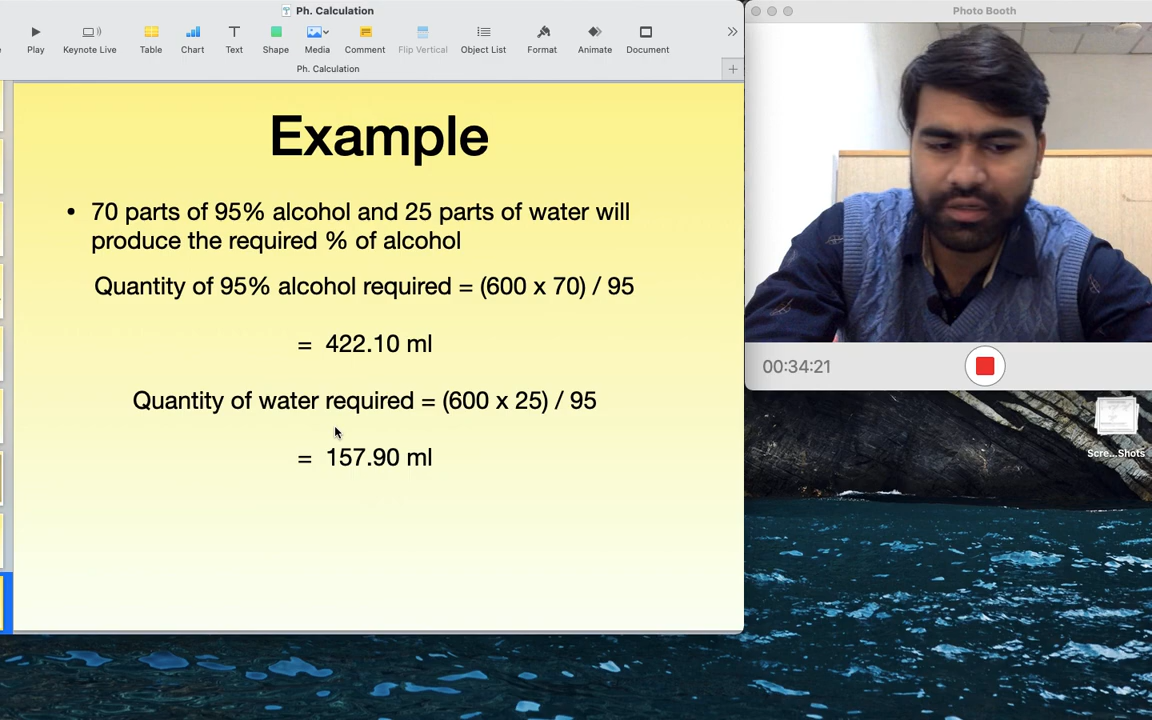 Ph. Calculation
Photo Booth
Play
Keynote Live
Table
Chart
Text
Shape
Media
Comment
Flip Vertical
Object List
Format
Animate
Document
Ph. Calculation
Example
• 70 parts of 95% alcohol and 25 parts of water will
produce the required % of alcohol
Quantity of 95% alcohol required = (600 x 70) / 95
= 422.10 ml
Quantity of water required = (600 x 25) / 95
= 157.90 ml
00:34:21
Scre...Shots